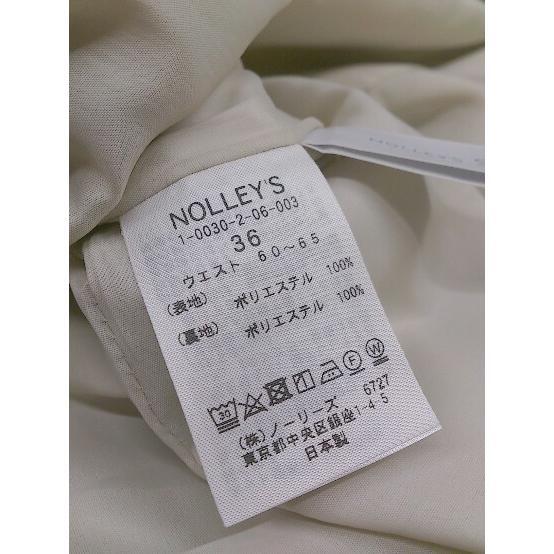 NOLLEY'S
1-0030-2-06-003
36
ウエスト 60～65
(表地) ポリエステル 100%
(裏地) ポリエステル 100%
30
F W
6727
(株)ノーリーズ
東京都中央区銀座1-4-5
日本製
NOLLEY'S